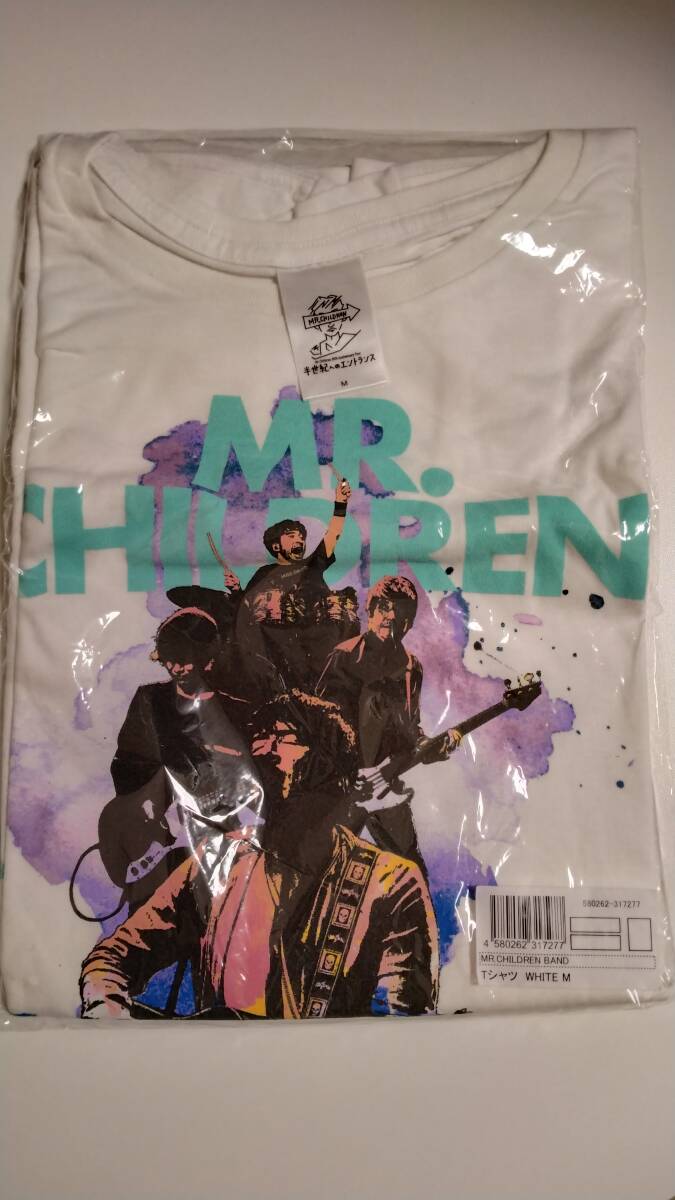 MR.CHILDREN
半世紀へのエントランス
M
MR.
CHILDREN
580262-317277
4 580262 317277
MR.CHILDREN BAND
Tシャツ WHITE M